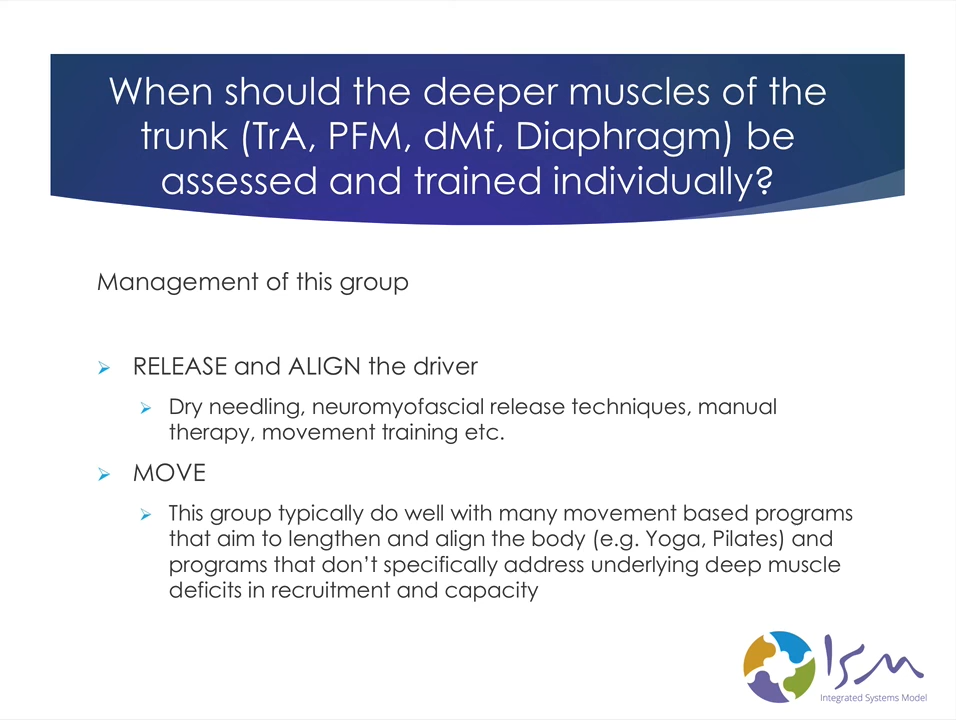 When should the deeper muscles of the
trunk (TrA, PFM, dMf, Diaphragm) be
assessed and trained individually?
Management of this group
RELEASE and ALIGN the driver
Dry needling, neuromyofascial release techniques, manual
therapy, movement training etc.
MOVE
This group typically do well with many movement based programs
that aim to lengthen and align the body (e.g. Yoga, Pilates) and
programs that don’t specifically address underlying deep muscle
deficits in recruitment and capacity
ISM
Integrated Systems Model